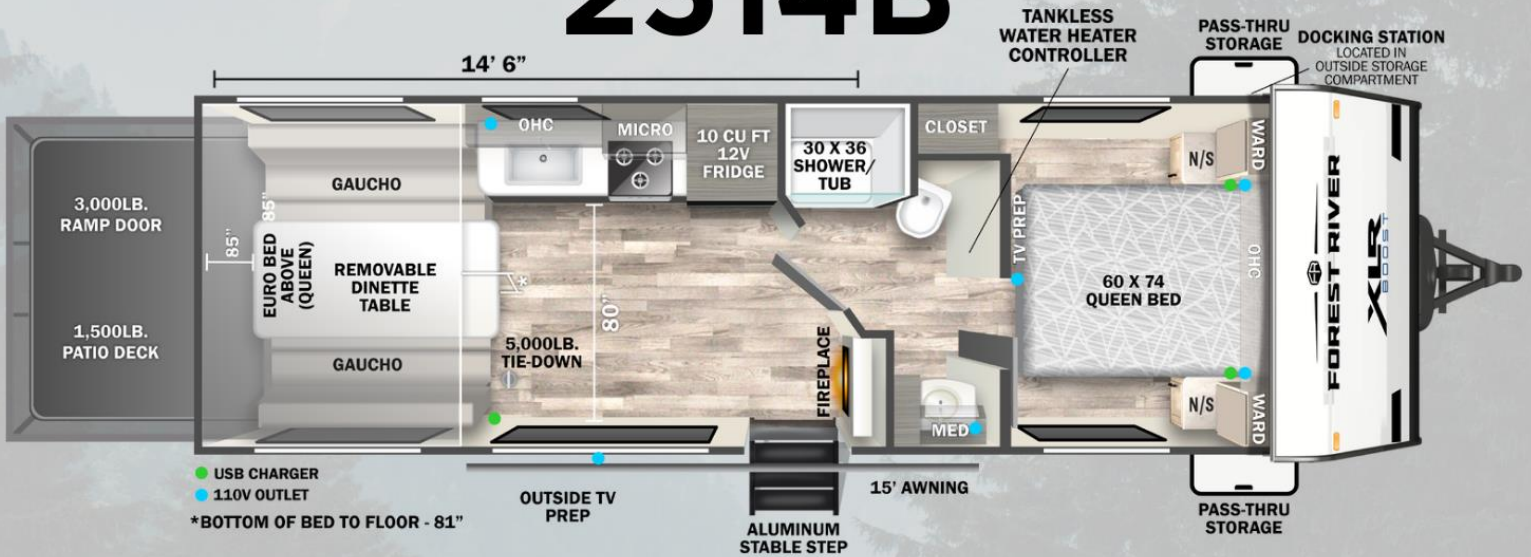 2514B
TANKLESS
WATER HEATER
CONTROLLER
PASS-THRU
STORAGE
DOCKING STATION
LOCATED IN
OUTSIDE STORAGE
COMPARTMENT
14' 6"
OHC
MICRO
10 CU FT
12V
FRIDGE
30 X 36
SHOWER/
TUB
CLOSET
N/S
WARD
3,000LB.
RAMP DOOR
1,500LB.
PATIO DECK
85"
85"
GAUCHO
EURO BED
ABOVE
(QUEEN)
REMOVABLE
DINETTE
TABLE
*
GAUCHO
80"
5,000LB.
TIE-DOWN
FIREPLACE
MED
TV PREP
60 X 74
QUEEN BED
OHC
N/S
WARD
FOREST RIVER
XLR
BOOST
USB CHARGER
110V OUTLET
*BOTTOM OF BED TO FLOOR - 81"
OUTSIDE TV
PREP
ALUMINUM
STABLE STEP
15' AWNING
PASS-THRU
STORAGE